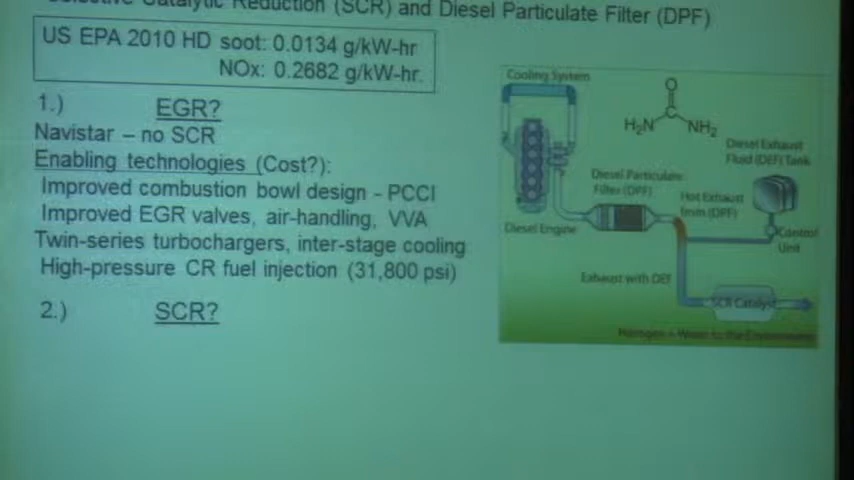 Selective Catalytic Reduction (SCR) and Diesel Particulate Filter (DPF)
US EPA 2010 HD soot: 0.0134 g/kW-hr
NOx: 0.2682 g/kW-hr.
1.) EGR?
Navistar – no SCR
Enabling technologies (Cost?):
Improved combustion bowl design - PCCI
Improved EGR valves, air-handling, VVA
Twin-series turbochargers, inter-stage cooling
High-pressure CR fuel injection (31,800 psi)
2.) SCR?
Cooling System
O
C
H₂N NH₂
Diesel Exhaust
Fluid (DEF) Tank
Diesel Particulate
Filter (DPF)
Hot Exhaust
from (DPF)
Diesel Engine
Control
Unit
Exhaust with DEF
SCR Catalyst
Nitrogen + Water to the Environment